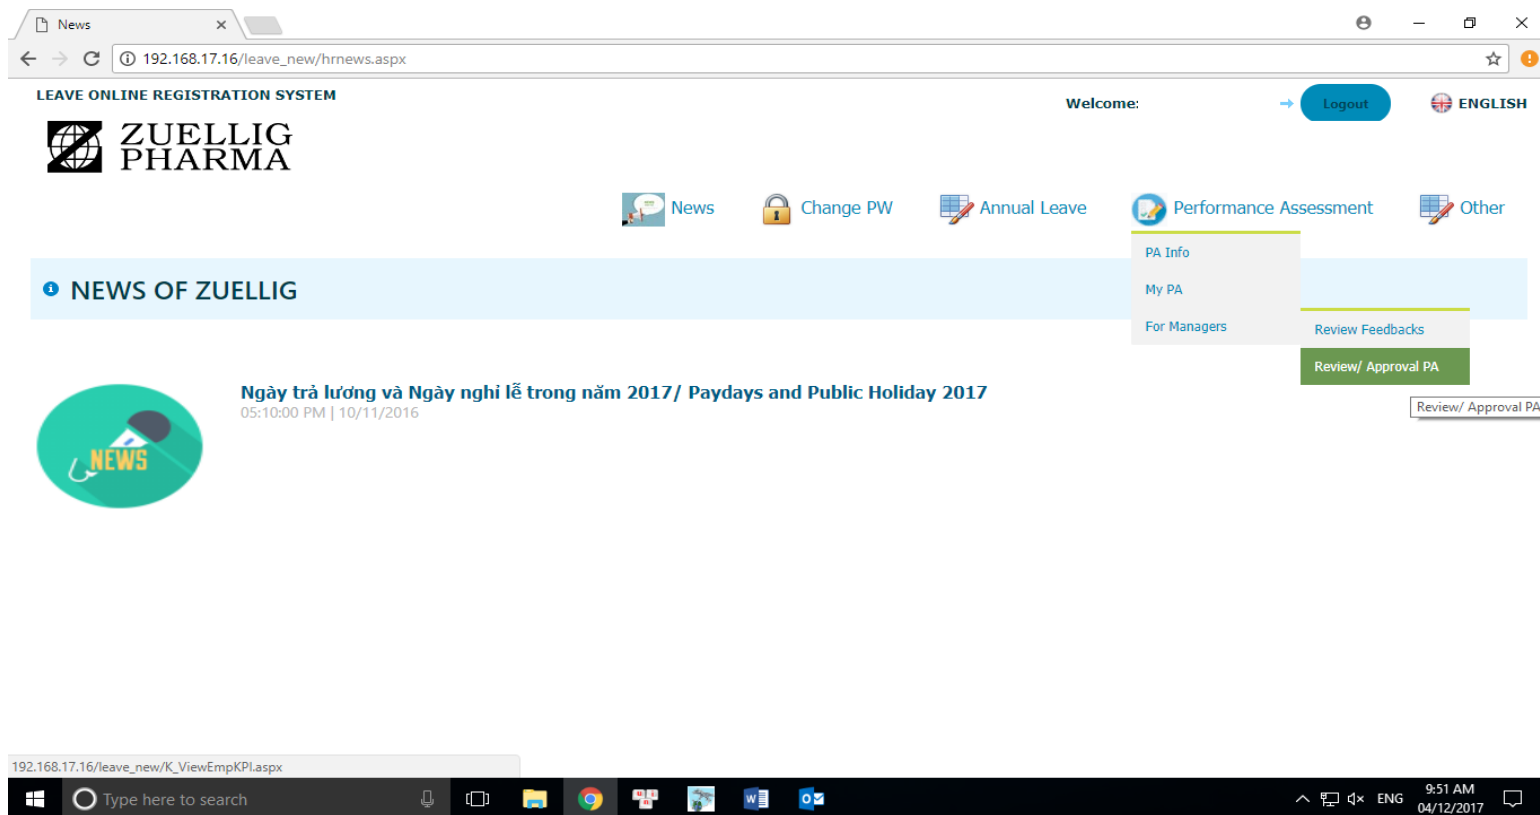 News
192.168.17.16/leave_new/hrnews.aspx
LEAVE ONLINE REGISTRATION SYSTEM
Welcome:
Logout
ENGLISH
ZUELLIG
PHARMA
News
Change PW
Annual Leave
Performance Assessment
Other
PA Info
My PA
For Managers
Review Feedbacks
Review/ Approval PA
Review/ Approval PA
NEWS OF ZUELLIG
NEWS
Ngày trả lương và Ngày nghỉ lễ trong năm 2017/ Paydays and Public Holiday 2017
05:10:00 PM | 10/11/2016
192.168.17.16/leave_new/K_ViewEmpKPI.aspx
Type here to search
ENG
9:51 AM
04/12/2017